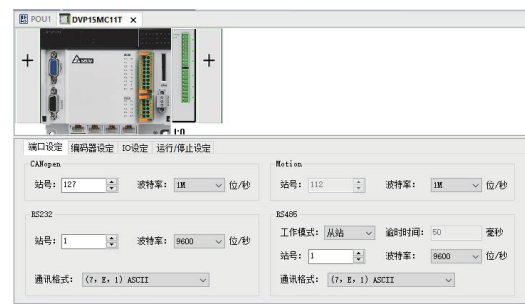 POU1 DVP15MC11T ×
DELTA
1:0
端口设定 编码器设定 IO设定 运行/停止设定
CANopen
站号: 127 波特率: 1M 位/秒
Motion
站号: 112 波特率: 1M 位/秒
RS232
站号: 1 波特率: 9600 位/秒
通讯格式: (7, E, 1) ASCII
RS485
工作模式: 从站 逾时时间: 50 毫秒
站号: 1 波特率: 9600 位/秒
通讯格式: (7, E, 1) ASCII